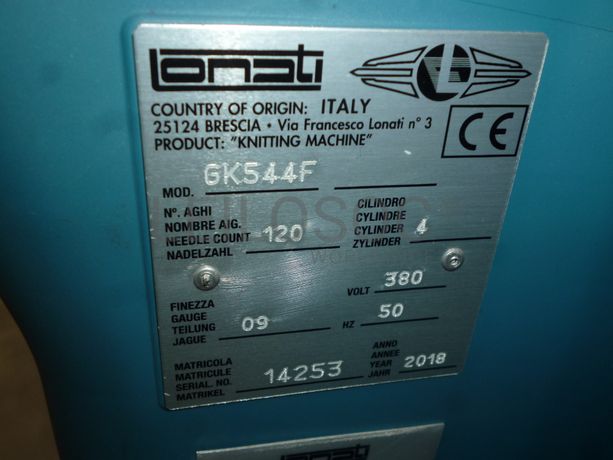 Lonati
COUNTRY OF ORIGIN: ITALY
25124 BRESCIA • Via Francesco Lonati n° 3
PRODUCT: "KNITTING MACHINE"
CE
MOD. GK544F
N°. AGHI
NOMBRE AIG.
NEEDLE COUNT 120
NADELZAHL
CILINDRO
CYLINDRE
CYLINDER 4
ZYLINDER
VOLT 380
FINEZZA
GAUGE
TEILUNG 09
JAUGE
HZ 50
MATRICOLA
MATRICULE
SERIAL. NO. 14253
MATRIKEL
ANNO
ANNEE
YEAR 2018
JAHR
Lonati